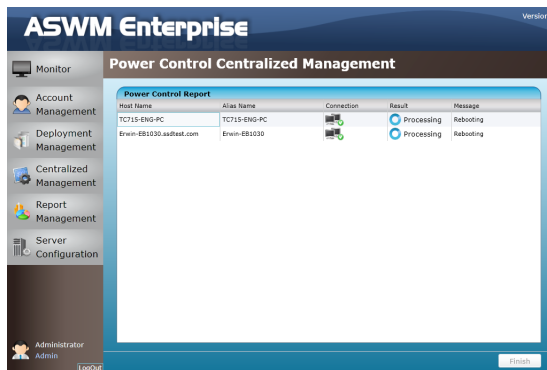 ASWM Enterprise
Version
Monitor
Account
Management
Deployment
Management
Centralized
Management
Report
Management
Server
Configuration
Administrator
Admin
LogOut
Power Control Centralized Management
Power Control Report
Host Name Alias Name Connection Result Message
TC715-ENG-PC TC715-ENG-PC Processing Rebooting
Erwin-EB1030.ssdtest.com Erwin-EB1030 Processing Rebooting
Finish